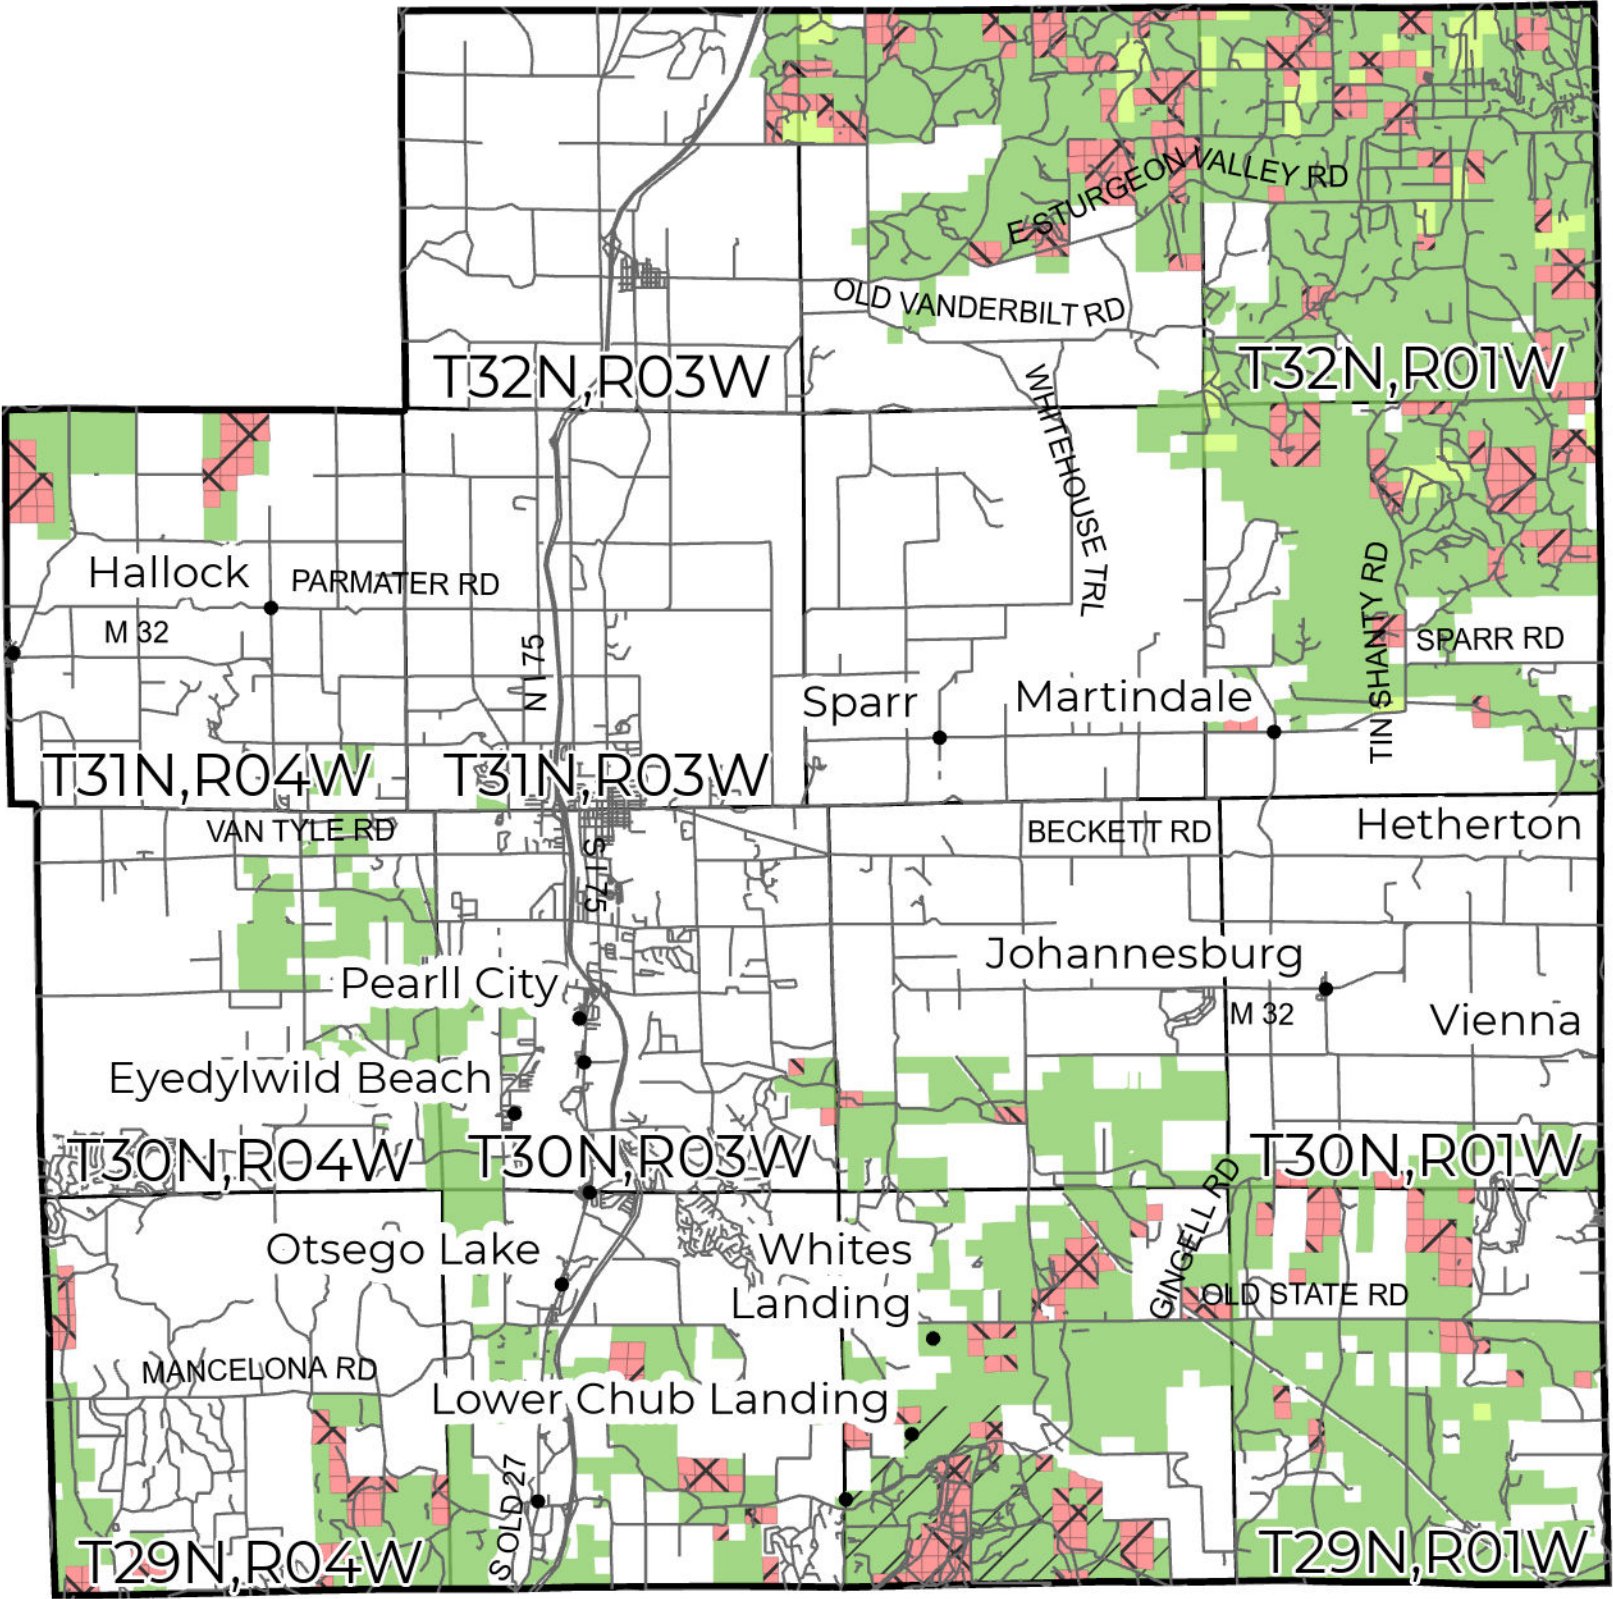 E STURGEON VALLEY RD
OLD VANDERBILT RD
T32N,R03W
T32N,R01W
WHITEHOUSE TRL
Hallock
PARMATER RD
M 32
N I 75
TIN SHANTY RD
SPARR RD
Sparr
Martindale
T31N,R04W
T31N,R03W
VAN TYLE RD
S I 75
BECKETT RD
Hetherton
Johannesburg
Pearll City
M 32
Vienna
Eyedylwild Beach
T30N,R04W
T30N,R03W
T30N,R01W
GINGELL RD
Otsego Lake
Whites
Landing
OLD STATE RD
MANCELONA RD
Lower Chub Landing
S OLD 27
T29N,R04W
T29N,R01W